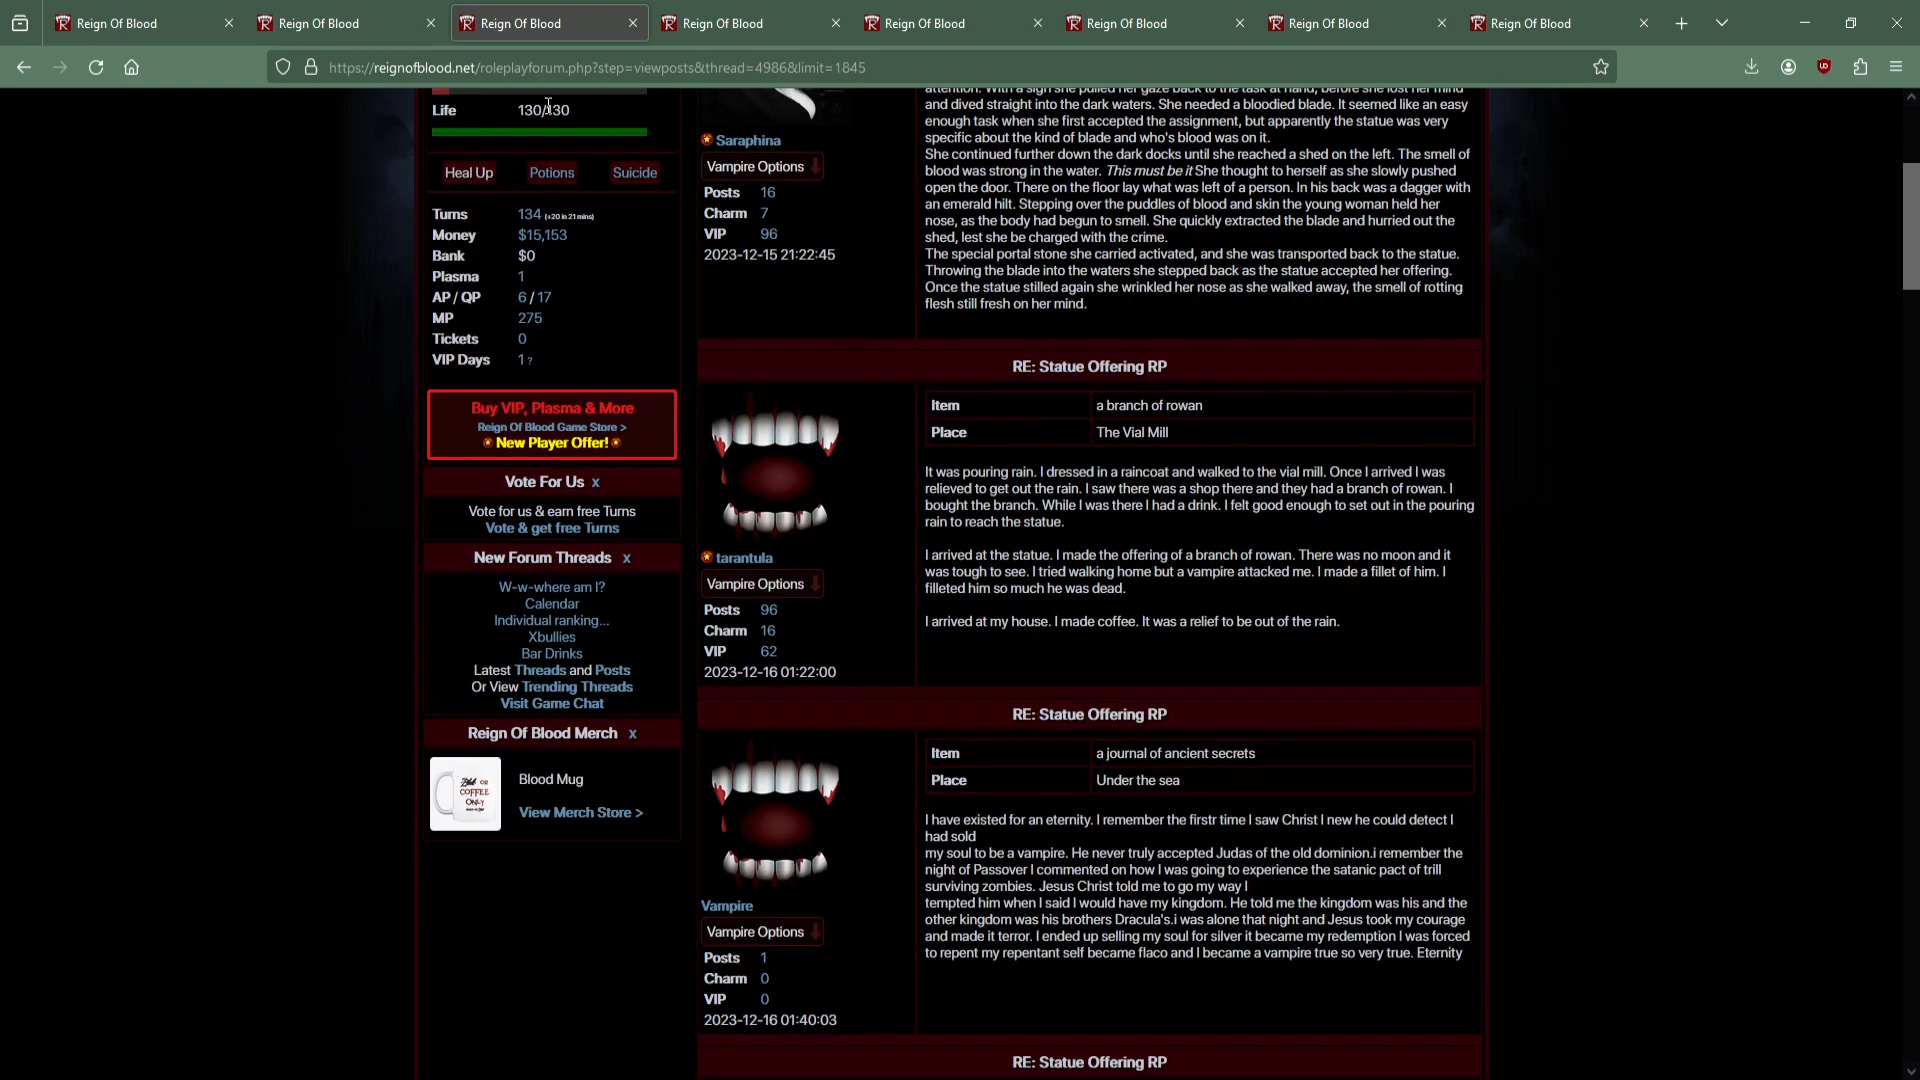 Reign Of Blood
Reign Of Blood
Reign Of Blood
Reign Of Blood
Reign Of Blood
Reign Of Blood
Reign Of Blood
Reign Of Blood
https://reignofblood.net/roleplayforum.php?step=viewposts&thread=4986&limit=1845
Life 130/130
Heal Up Potions Suicide
Turns 134 (+20 in 21 mins)
Money $15,153
Bank $0
Plasma 1
AP / QP 6 / 17
MP 275
Tickets 0
VIP Days 1 ?
Buy VIP, Plasma & More
Reign Of Blood Game Store >
New Player Offer!
Vote For Us x
Vote for us & earn free Turns
Vote & get free Turns
New Forum Threads x
W-w-where am I?
Calendar
Individual ranking...
Xbullies
Bar Drinks
Latest Threads and Posts
Or View Trending Threads
Visit Game Chat
Reign Of Blood Merch x
Blood OR
COFFEE
ONLY
Blood Mug
View Merch Store >
Saraphina
Vampire Options
Posts 16
Charm 7
VIP 96
2023-12-15 21:22:45
attention. With a sigh she pulled her gaze back to the task at hand, before she lost her mind
and dived straight into the dark waters. She needed a bloodied blade. It seemed like an easy
enough task when she first accepted the assignment, but apparently the statue was very
specific about the kind of blade and who's blood was on it.
She continued further down the dark docks until she reached a shed on the left. The smell of
blood was strong in the water. This must be it She thought to herself as she slowly pushed
open the door. There on the floor lay what was left of a person. In his back was a dagger with
an emerald hilt. Stepping over the puddles of blood and skin the young woman held her
nose, as the body had begun to smell. She quickly extracted the blade and hurried out the
shed, lest she be charged with the crime.
The special portal stone she carried activated, and she was transported back to the statue.
Throwing the blade into the waters she stepped back as the statue accepted her offering.
Once the statue stilled again she wrinkled her nose as she walked away, the smell of rotting
flesh still fresh on her mind.
RE: Statue Offering RP
tarantula
Vampire Options
Posts 96
Charm 16
VIP 62
2023-12-16 01:22:00
Item a branch of rowan
Place The Vial Mill
It was pouring rain. I dressed in a raincoat and walked to the vial mill. Once I arrived I was
relieved to get out the rain. I saw there was a shop there and they had a branch of rowan. I
bought the branch. While I was there I had a drink. I felt good enough to set out in the pouring
rain to reach the statue.
I arrived at the statue. I made the offering of a branch of rowan. There was no moon and it
was tough to see. I tried walking home but a vampire attacked me. I made a fillet of him. I
filleted him so much he was dead.
I arrived at my house. I made coffee. It was a relief to be out of the rain.
RE: Statue Offering RP
Vampire
Vampire Options
Posts 1
Charm 0
VIP 0
2023-12-16 01:40:03
Item a journal of ancient secrets
Place Under the sea
I have existed for an eternity. I remember the firstr time I saw Christ I new he could detect I
had sold
my soul to be a vampire. He never truly accepted Judas of the old dominion.i remember the
night of Passover I commented on how I was going to experience the satanic pact of trill
surviving zombies. Jesus Christ told me to go my way I
tempted him when I said I would have my kingdom. He told me the kingdom was his and the
other kingdom was his brothers Dracula's.i was alone that night and Jesus took my courage
and made it terror. I ended up selling my soul for silver it became my redemption I was forced
to repent my repentant self became flaco and I became a vampire true so very true. Eternity
RE: Statue Offering RP